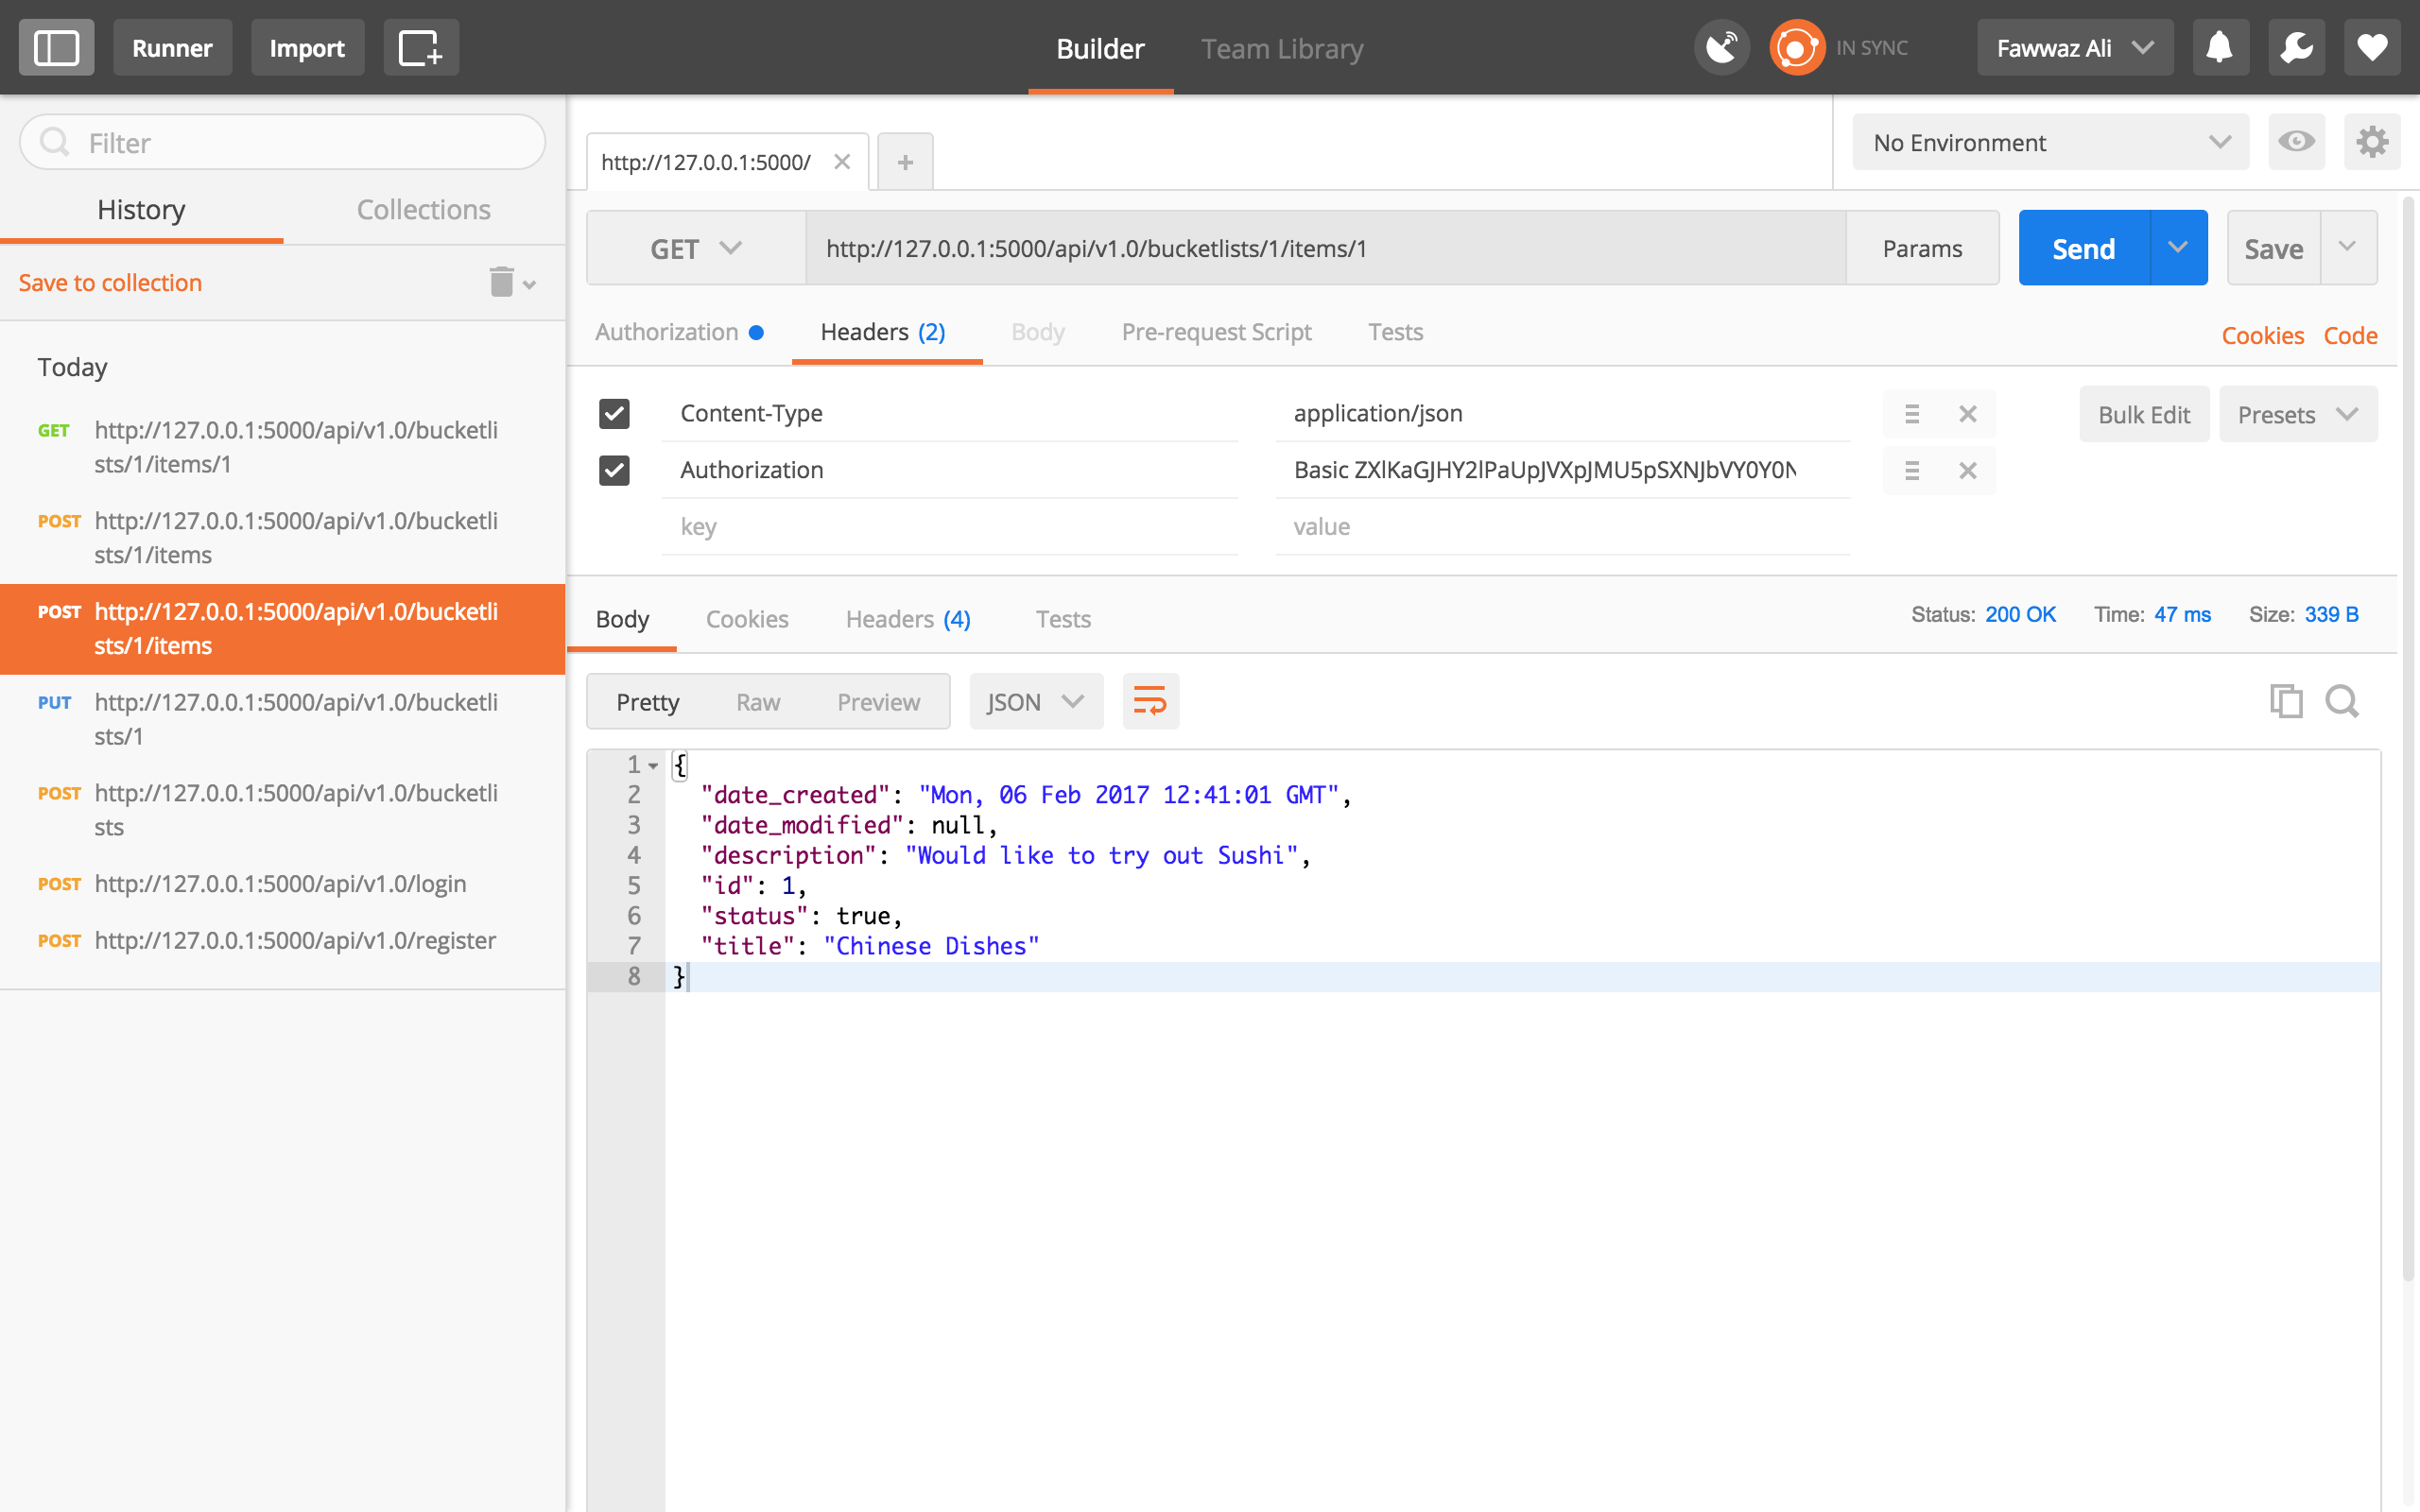 Runner
Import
Builder
Team Library
IN SYNC
Fawwaz Ali
Filter
History
Collections
Save to collection
Today
GET http://127.0.0.1:5000/api/v1.0/bucketli
sts/1/items/1
POST http://127.0.0.1:5000/api/v1.0/bucketli
sts/1/items
POST http://127.0.0.1:5000/api/v1.0/bucketli
sts/1/items
PUT http://127.0.0.1:5000/api/v1.0/bucketli
sts/1
POST http://127.0.0.1:5000/api/v1.0/bucketli
sts
POST http://127.0.0.1:5000/api/v1.0/login
POST http://127.0.0.1:5000/api/v1.0/register
http://127.0.0.1:5000/
No Environment
GET
http://127.0.0.1:5000/api/v1.0/bucketlists/1/items/1
Params
Send
Save
Authorization
Headers (2)
Body
Pre-request Script
Tests
Cookies
Code
Content-Type
application/json
Bulk Edit
Presets
Authorization
key
value
Body
Cookies
Headers (4)
Tests
Status: 200 OK
Time: 47 ms
Size: 339 B
Pretty
Raw
Preview
JSON
1 {
2 "date_created": "Mon, 06 Feb 2017 12:41:01 GMT",
3 "date_modified": null,
4 "description": "Would like to try out Sushi",
5 "id": 1,
6 "status": true,
7 "title": "Chinese Dishes"
8 }